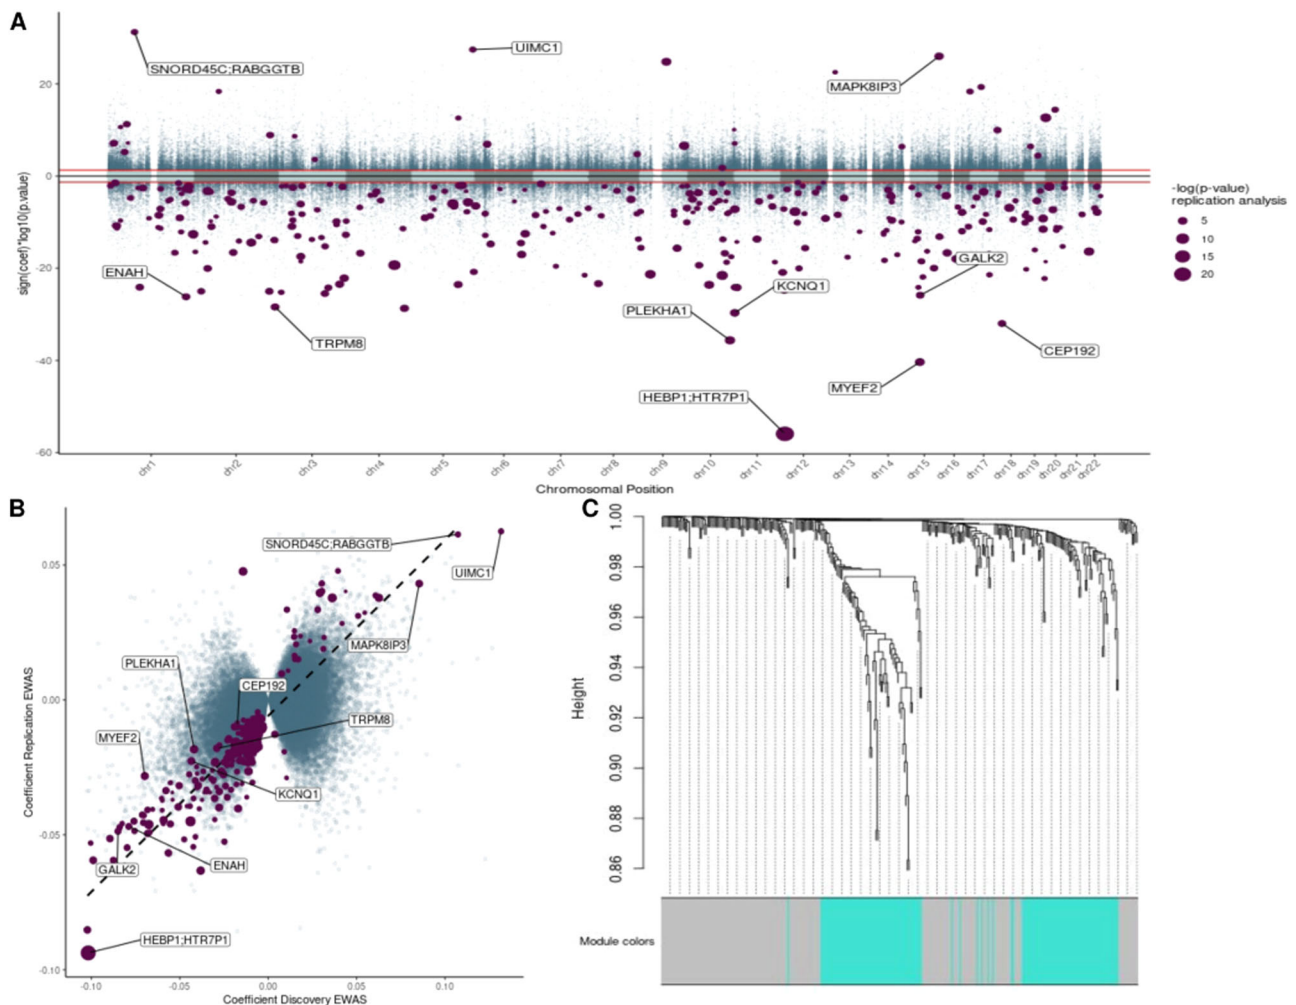 A
SNORD45C;RABGGTB
UIMC1
MAPK8IP3
ENAH
TRPM8
GALK2
KCNQ1
PLEKHA1
CEP192
MYEF2
HEBP1;HTR7P1
20
0
-20
-40
-60
sign(coef)*log10(p.value)
chr1 chr2 chr3 chr4 chr5 chr6 chr7 chr8 chr9 chr10 chr11 chr12 chr13 chr14 chr15 chr16 chr17 chr18 chr19 chr20 chr21 chr22
Chromosomal Position
-log(p-value)
replication analysis
5
10
15
20
B
SNORD45C;RABGGTB
UIMC1
MAPK8IP3
PLEKHA1
CEP192
TRPM8
MYEF2
KCNQ1
ENAH
GALK2
HEBP1;HTR7P1
0.05
0.00
-0.05
-0.10
Coefficient Replication EWAS
-0.10 -0.05 0.00 0.05 0.10
Coefficient Discovery EWAS
C
1.00
0.98
0.96
0.94
0.92
0.90
0.88
0.86
Height
Module colors